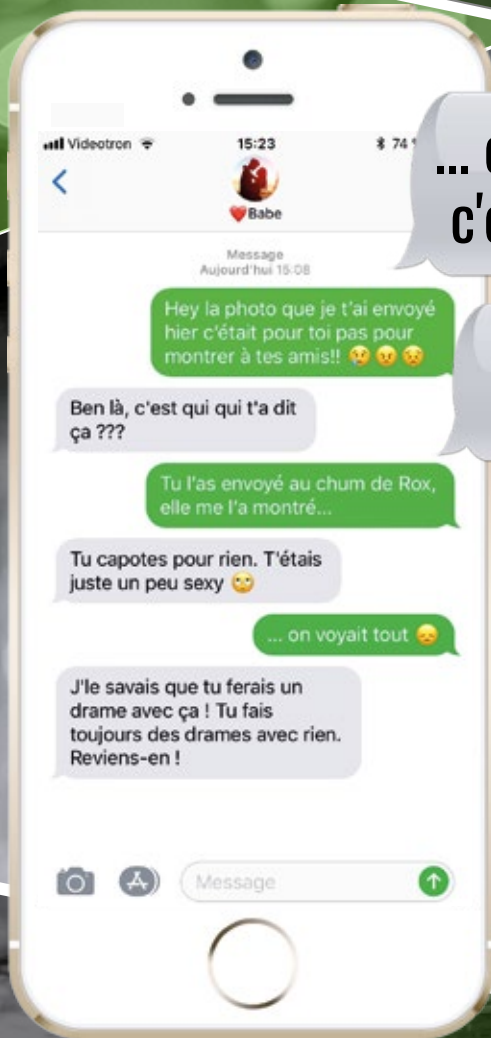 Videotron
15:23
74
Babe
Message
Aujourd'hui 15:08
Hey la photo que je t'ai envoyé
hier c'était pour toi pas pour
montrer à tes amis!! 😢😠😣
Ben là, c'est qui qui t'a dit
ça ???
Tu l'as envoyé au chum de Rox,
elle me l'a montré...
Tu capotes pour rien. T'étais
juste un peu sexy 🙄
... on voyait tout 😞
J'le savais que tu ferais un
drame avec ça ! Tu fais
toujours des drames avec rien.
Reviens-en !
Message
...